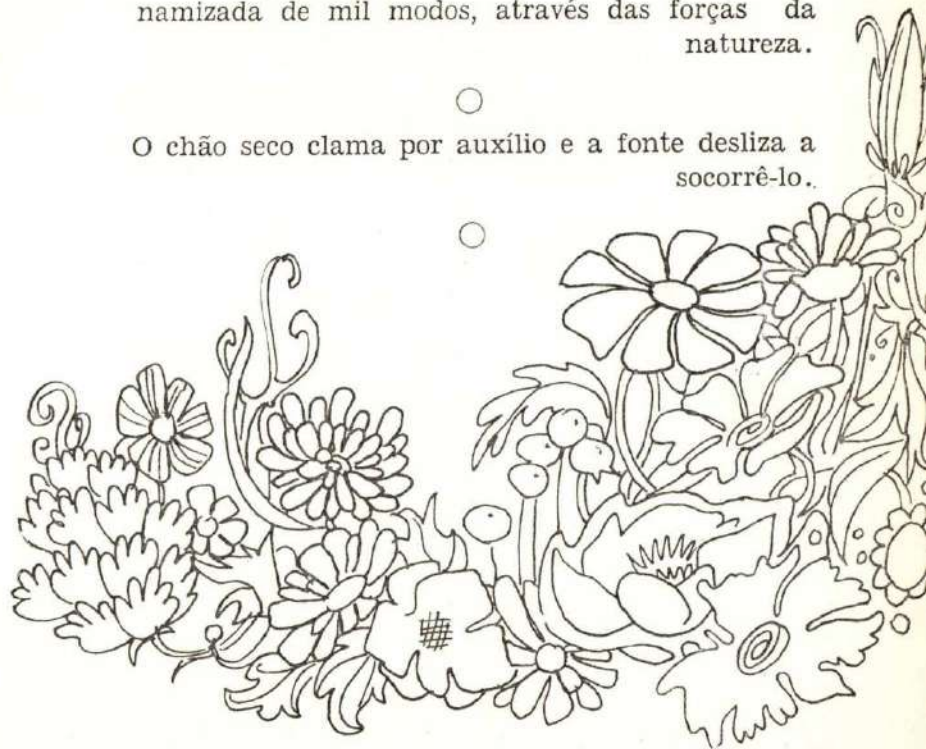 namizada de mil modos, através das forças da
natureza.
O chão seco clama por auxílio e a fonte desliza a
socorrê-lo.